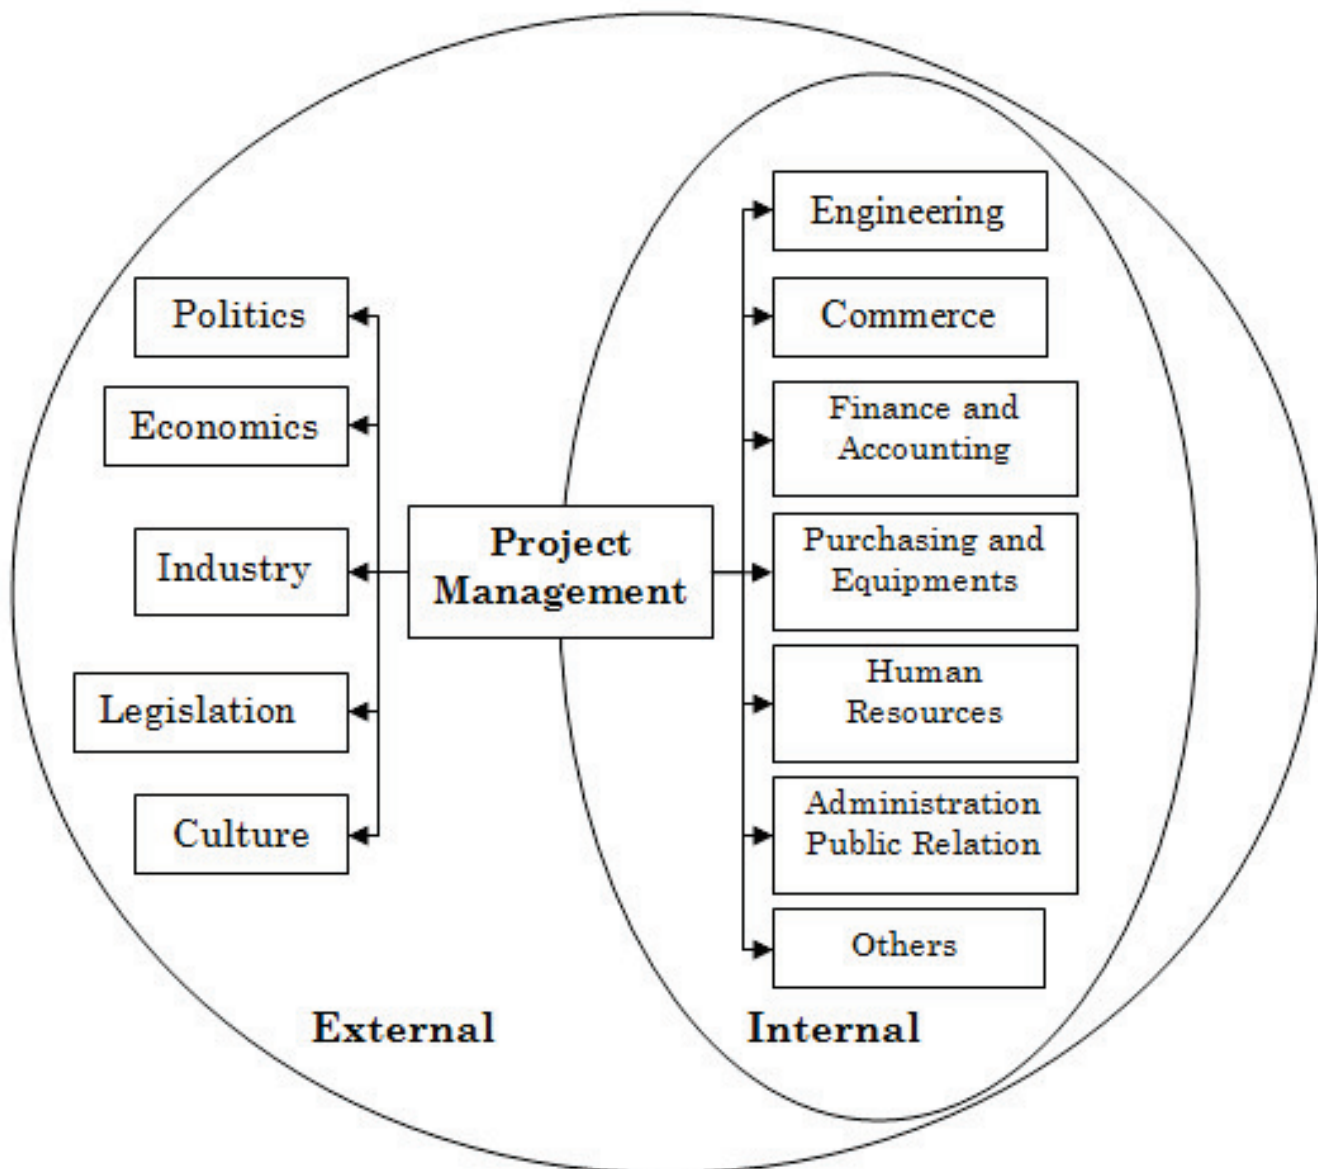 Politics
Economics
Industry
Legislation
Culture
Project
Management
Engineering
Commerce
Finance and
Accounting
Purchasing and
Equipments
Human
Resources
Administration
Public Relation
Others
External
Internal